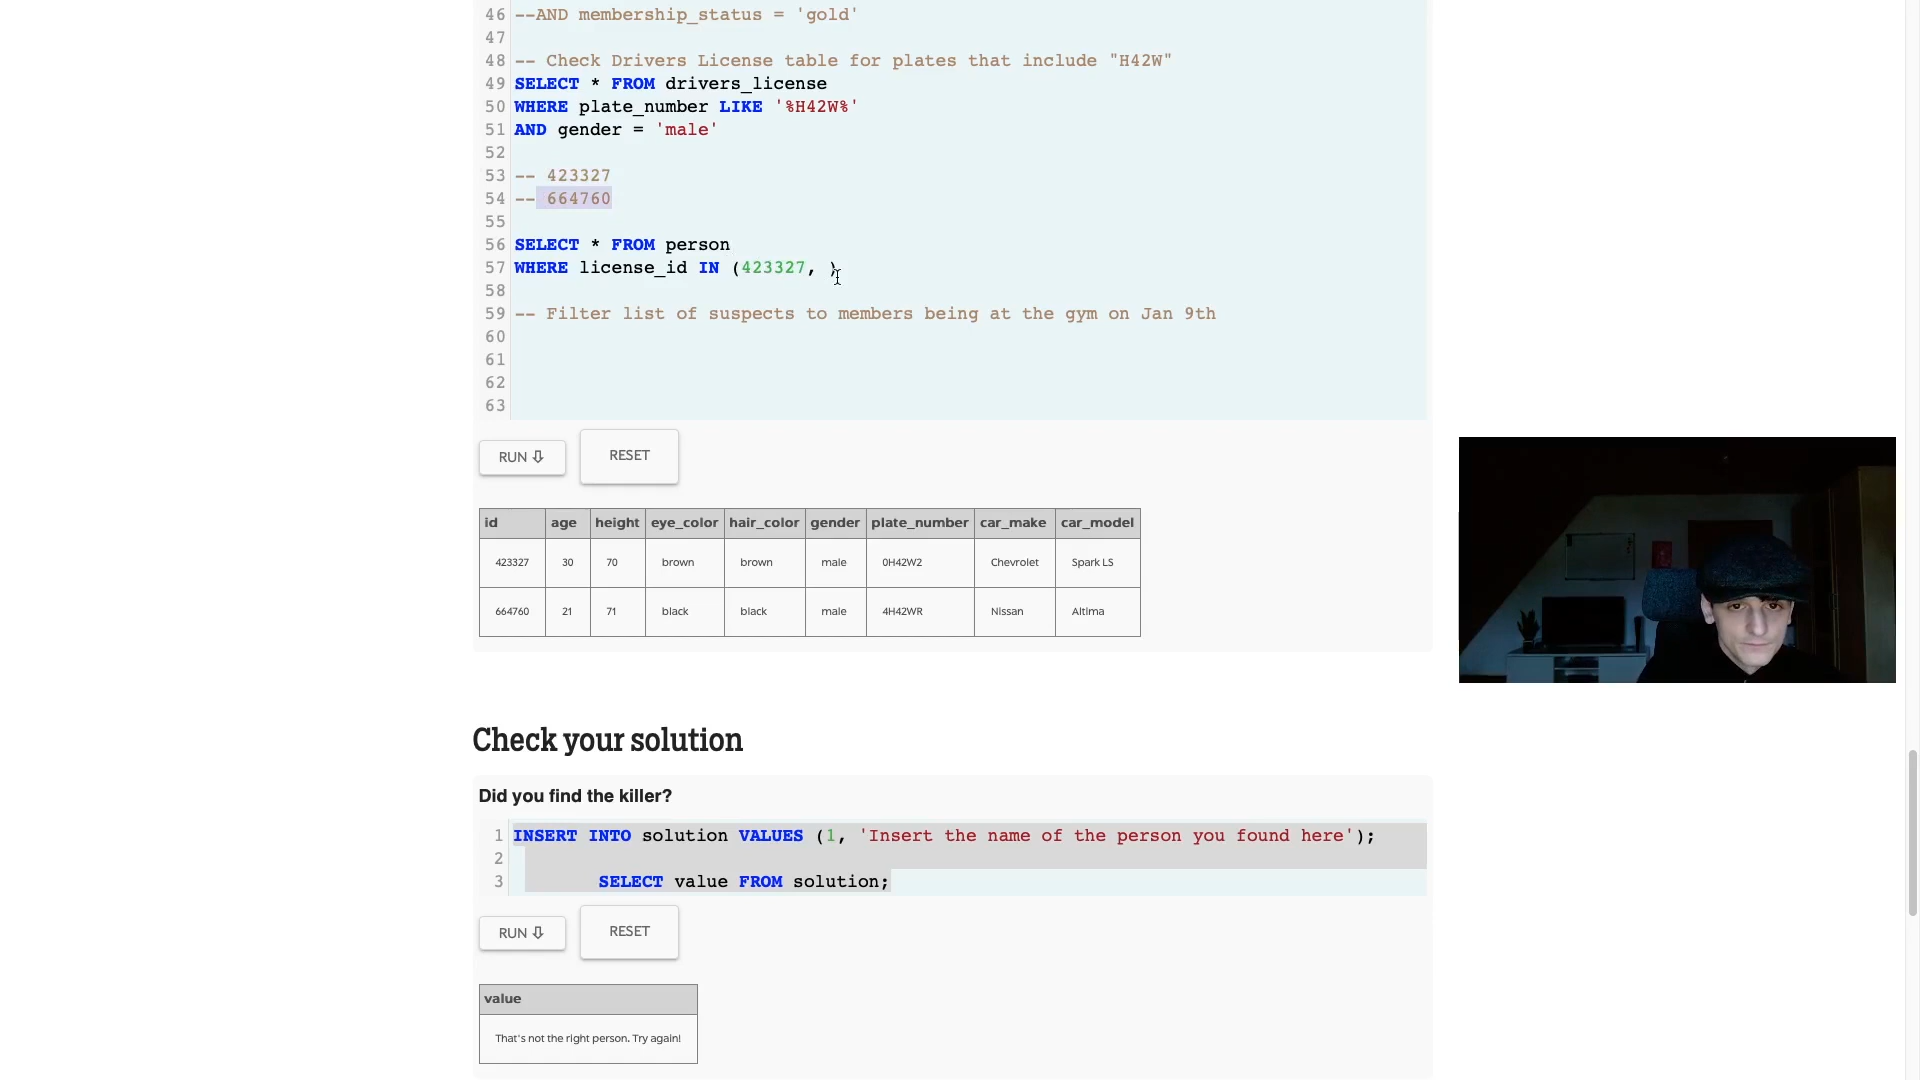 46 --AND membership_status = 'gold'
47
48 -- Check Drivers License table for plates that include "H42W"
49 SELECT * FROM drivers_license
50 WHERE plate_number LIKE '%H42W%'
51 AND gender = 'male'
52
53 -- 423327
54 -- 664760
55
56 SELECT * FROM person
57 WHERE license_id IN (423327, )
58
59 -- Filter list of suspects to members being at the gym on Jan 9th
60
61
62
63
RUN ⇩ RESET
id age height eye_color hair_color gender plate_number car_make car_model
423327 30 70 brown brown male 0H42W2 Chevrolet Spark LS
664760 21 71 black black male 4H42WR Nissan Altima
Check your solution
Did you find the killer?
1 INSERT INTO solution VALUES (1, 'Insert the name of the person you found here');
2
3 SELECT value FROM solution;
RUN ⇩ RESET
value
That's not the right person. Try again!